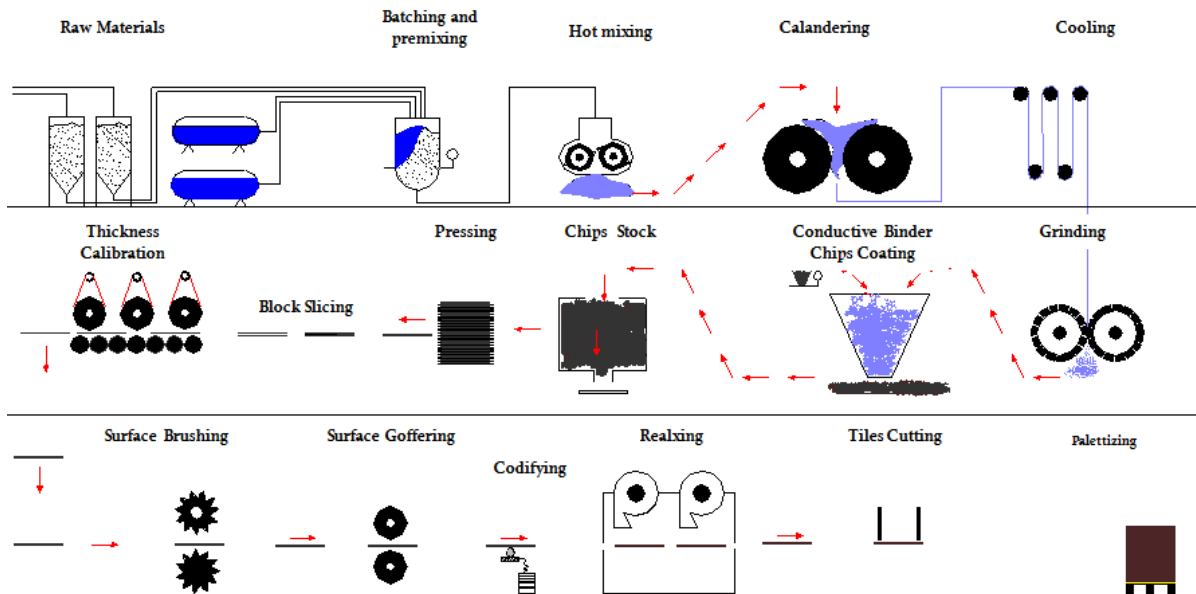 Raw Materials
Batching and
premixing
Hot mixing
Calandering
Cooling
Thickness
Calibration
Block Slicing
Pressing
Chips Stock
Conductive Binder
Chips Coating
Grinding
Surface Brushing
Surface Goffering
Codifying
Realxing
Tiles Cutting
Palettizing